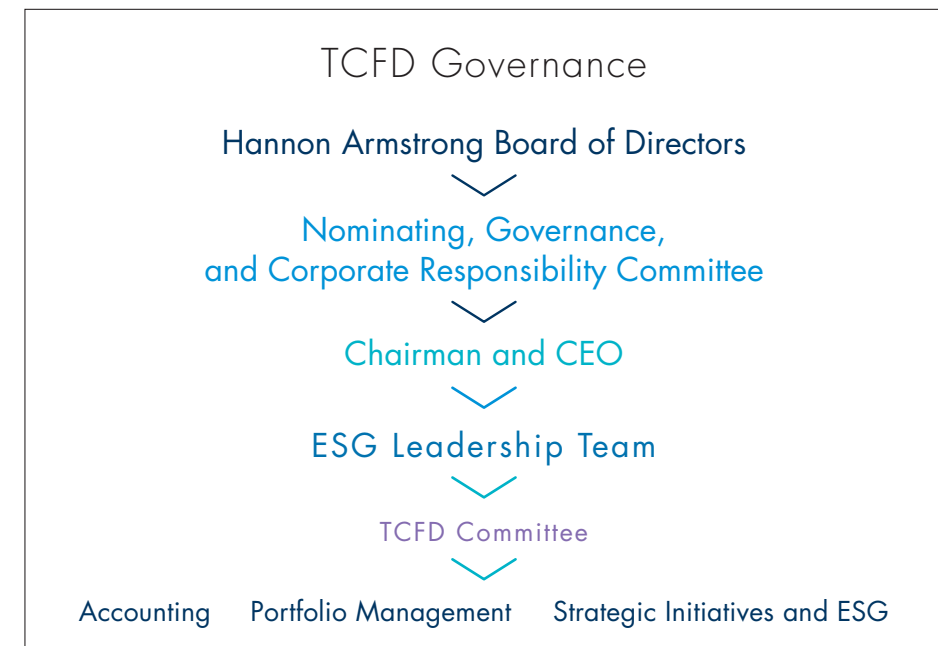 TCFD Governance
Hannon Armstrong Board of Directors
Nominating, Governance,
and Corporate Responsibility Committee
Chairman and CEO
ESG Leadership Team
TCFD Committee
Accounting Portfolio Management Strategic Initiatives and ESG